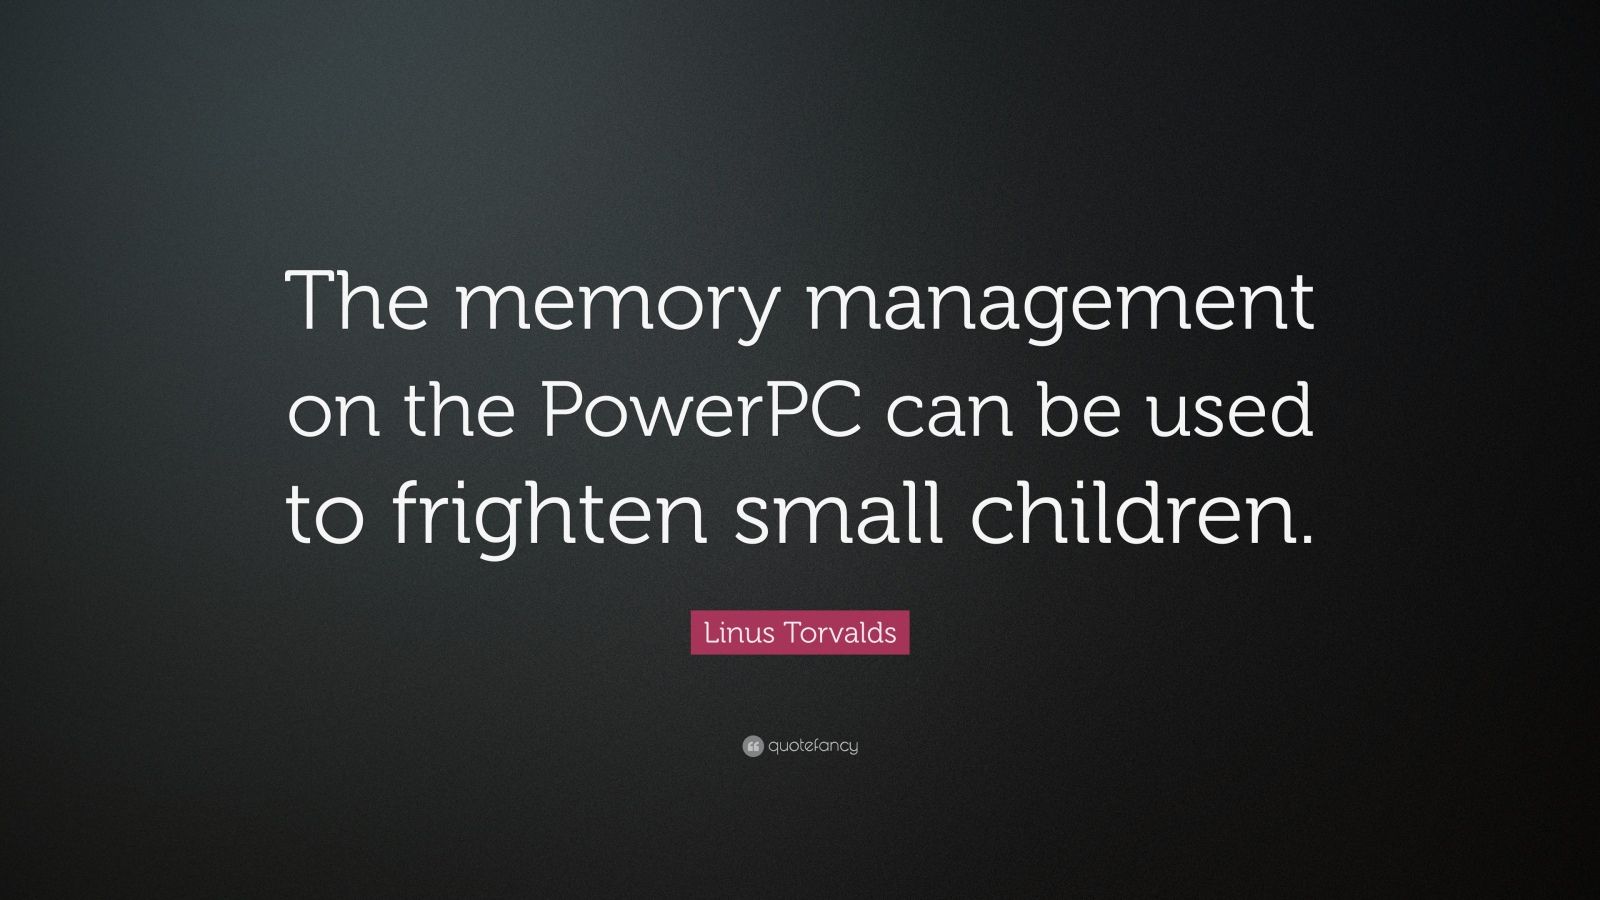 The memory management
on the PowerPC can be used
to frighten small children.
Linus Torvalds
quotefancy